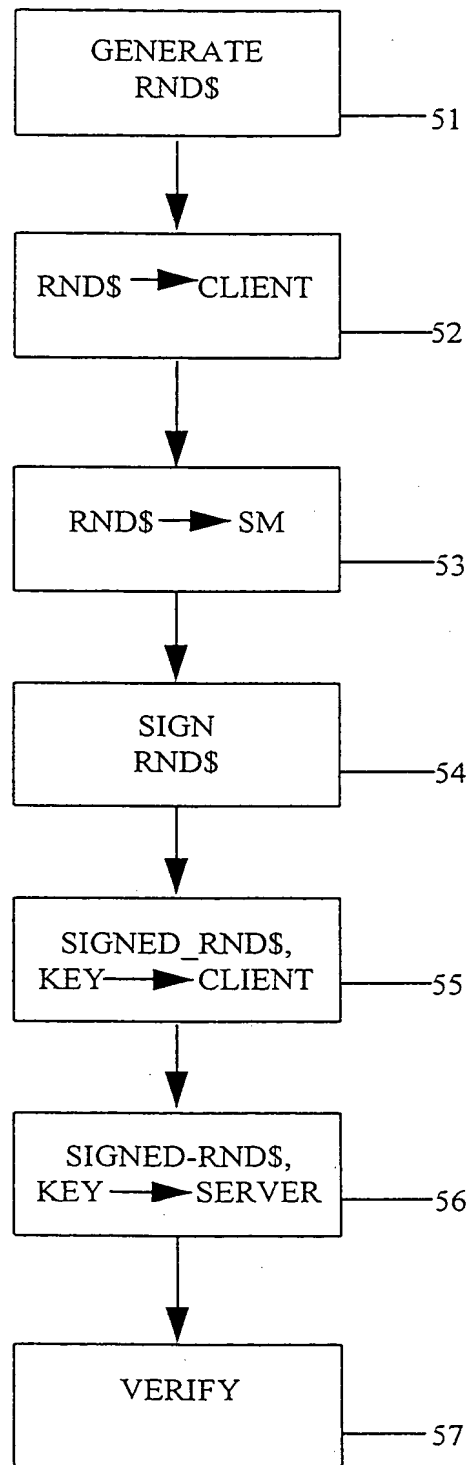 GENERATE
RND$
51
RND$ CLIENT
52
RND$ SM
53
SIGN
RND$
54
SIGNED_RND$,
KEY CLIENT
55
SIGNED-RND$,
KEY SERVER
56
VERIFY
57